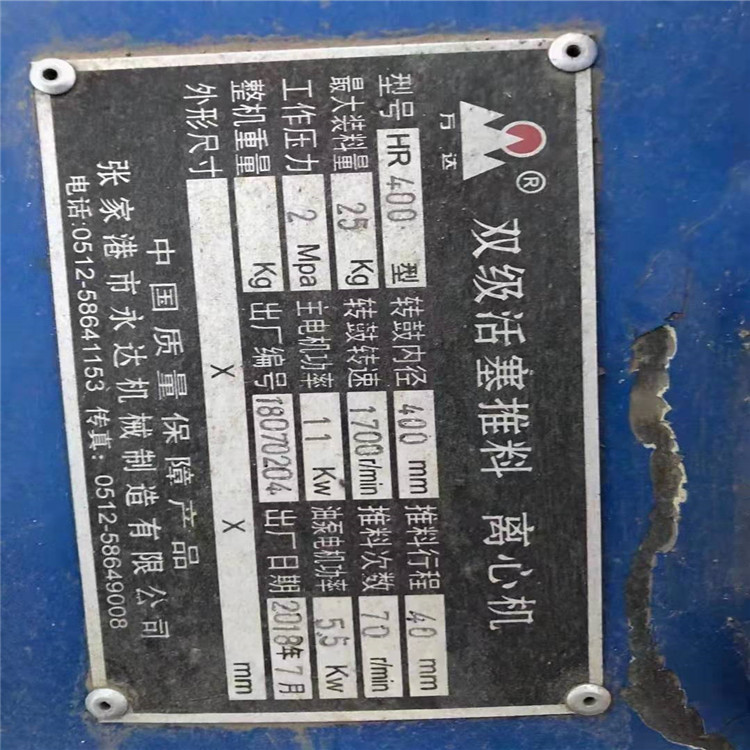 万达 ®
双级活塞推料 离心机
型号 HR 400 型 转鼓内径 400 mm 推料行程 40 mm
最大装料量 25 Kg 转鼓转速 1700 r/min 推料次数 70 r/min
工作压力 2 Mpa 主电机功率 11 Kw 油泵电机功率 5.5 Kw
整机重量 Kg 出厂编号 18070204 出厂日期 2018年7月
外形尺寸 X X mm
中国质量保障产品
张家港市永达机械制造有限公司
电话:0512-58641153 传真: 0512-58649008